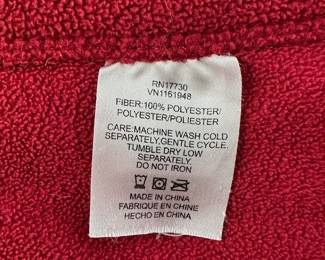 RN17730
VN1161948
FIBER:100% POLYESTER/
POLYESTER/POLIESTER
CARE:MACHINE WASH COLD
SEPARATELY,GENTLE CYCLE.
TUMBLE DRY LOW
SEPARATELY.
DO NOT IRON
MADE IN CHINA
FABRIQUE EN CHINE
HECHO EN CHINA